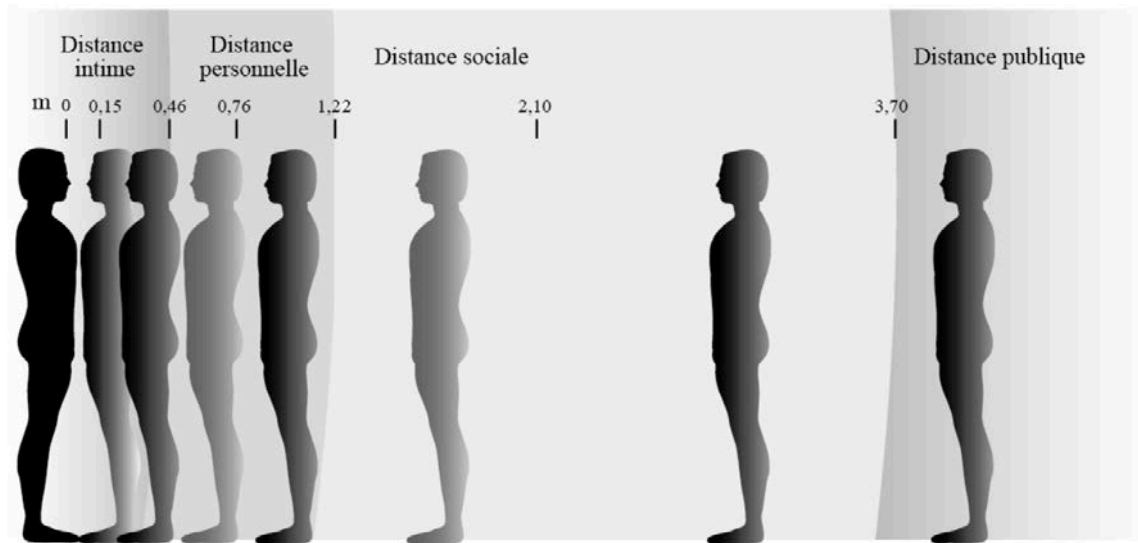 Distance
intime
Distance
personnelle
Distance sociale
Distance publique
m 0 0,15 0,46 0,76 1,22 2,10 3,70